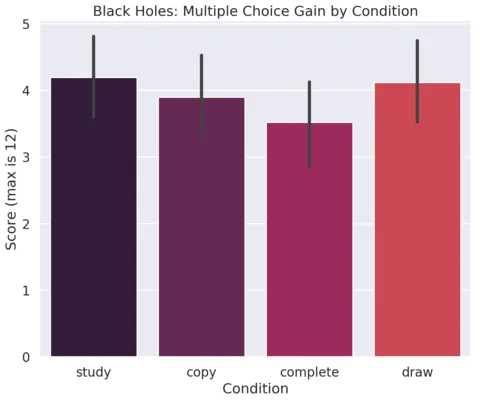 Black Holes: Multiple Choice Gain by Condition
Score (max is 12)
5
4
3
2
1
0
study copy complete draw
Condition